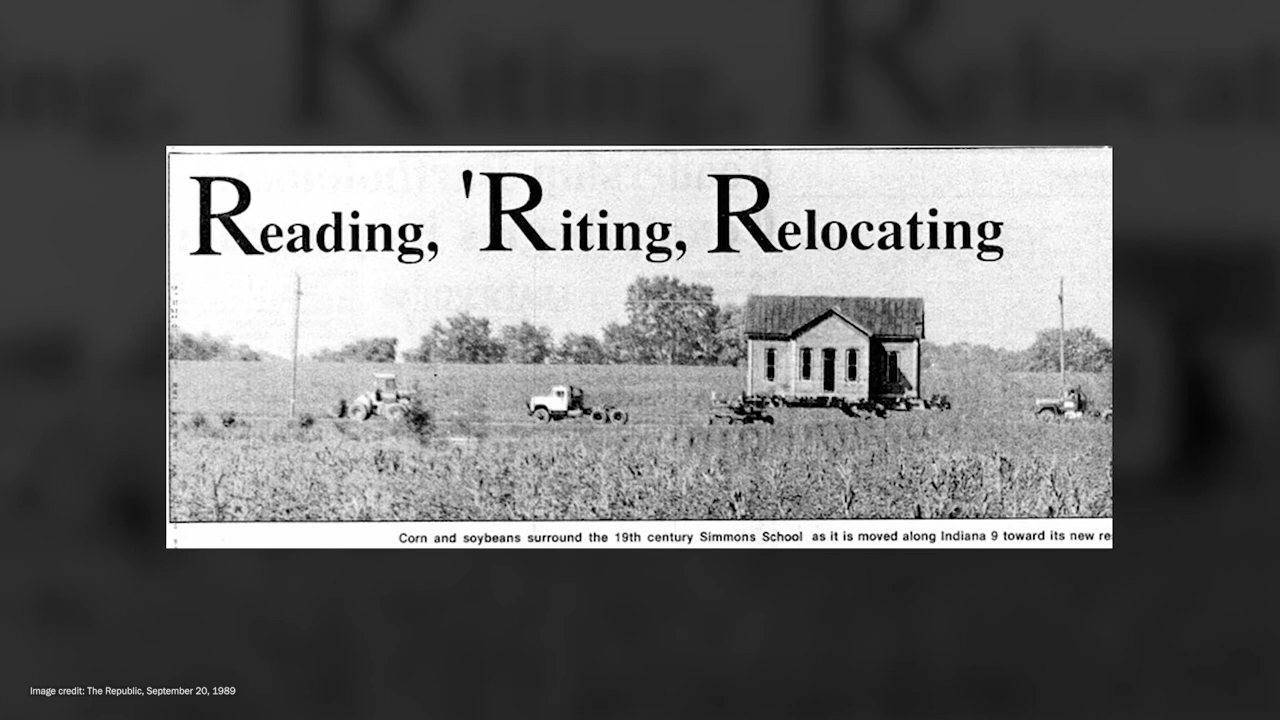 Reading, 'Riting, Relocating
Corn and soybeans surround the 19th century Simmons School as it is moved along Indiana 9 toward its new re
Image credit: The Republic, September 20, 1989